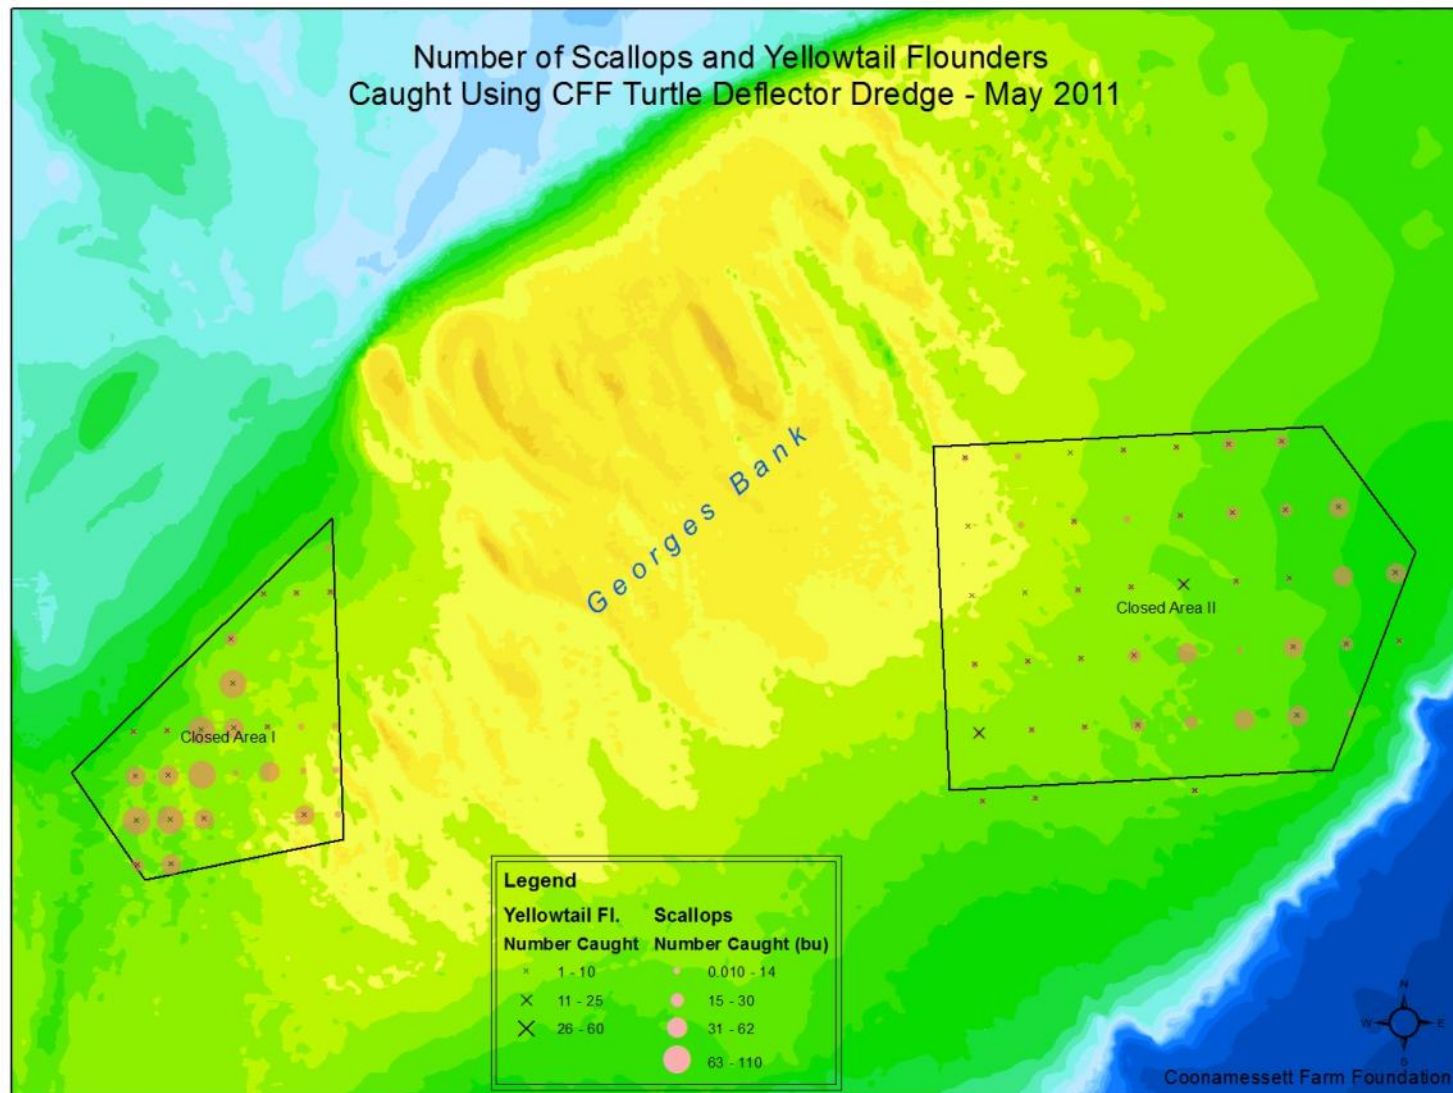 Number of Scallops and Yellowtail Flounders
Caught Using CFF Turtle Deflector Dredge - May 2011
Georges Bank
Closed Area II
Closed Area I
Legend
Yellowtail Fl. Scallops
Number Caught Number Caught (bu)
1 - 10 0.010 - 14
11 - 25 15 - 30
26 - 60 31 - 62
63 - 110
N
W E
S
Coonamessett Farm Foundation